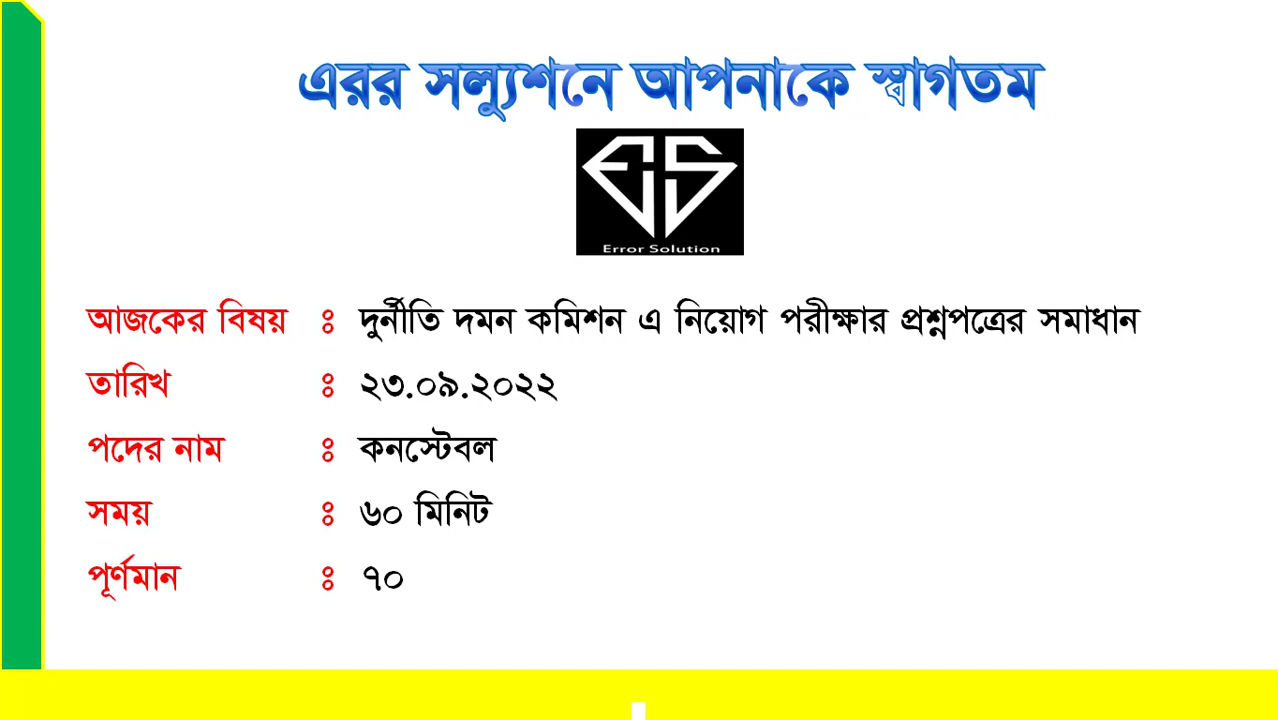 এরর সল্যুশনে আপনাকে স্বাগতম
ES
Error Solution
আজকের বিষয় ঃ দুর্নীতি দমন কমিশন এ নিয়োগ পরীক্ষার প্রশ্নপত্রের সমাধান
তারিখ ঃ ২৩.০৯.২০২২
পদের নাম ঃ কনস্টেবল
সময় ঃ ৬০ মিনিট
পূর্ণমান ঃ ৭০